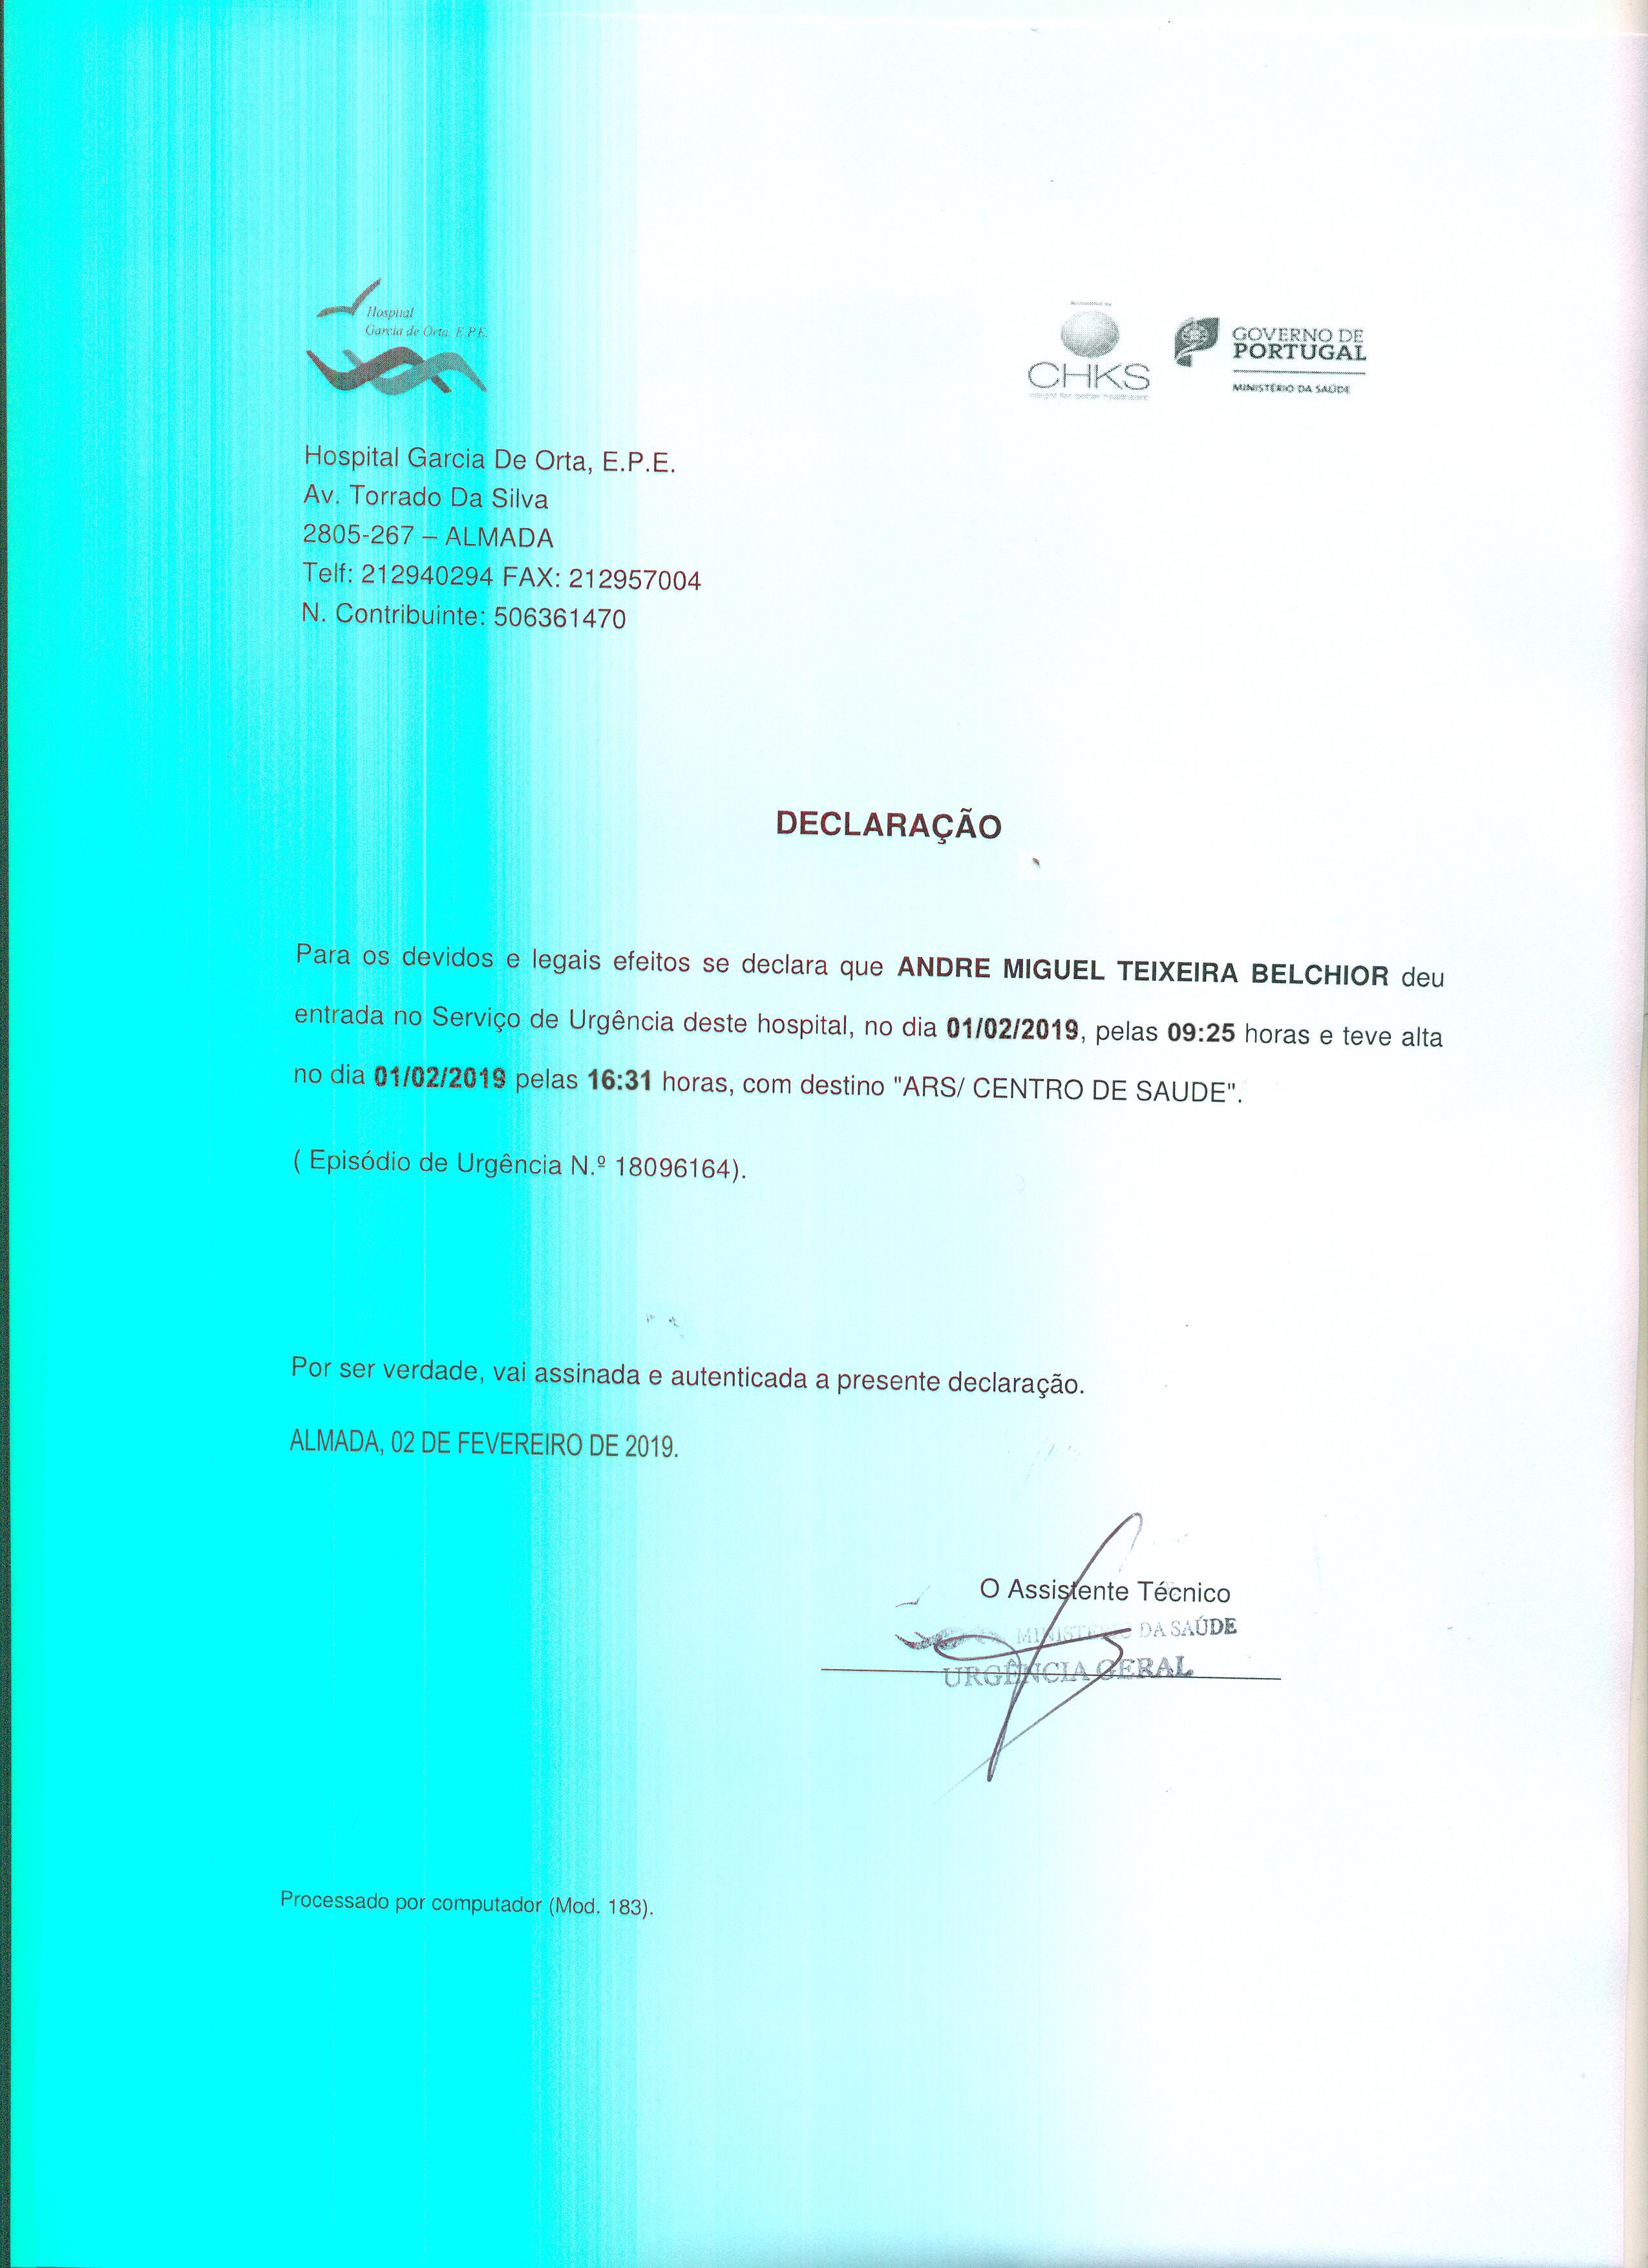 Hospital
Garcia de Orta, E.P.E.
CHKS
GOVERNO DE
PORTUGAL
MINISTÉRIO DA SAÚDE
Hospital Garcia De Orta, E.P.E.
Av. Torrado Da Silva
2805-267 – ALMADA
Telf: 212940294 FAX: 212957004
N. Contribuinte: 506361470
DECLARAÇÃO
Para os devidos e legais efeitos se declara que ANDRE MIGUEL TEIXEIRA BELCHIOR deu
entrada no Serviço de Urgência deste hospital, no dia 01/02/2019, pelas 09:25 horas e teve alta
no dia 01/02/2019 pelas 16:31 horas, com destino "ARS/ CENTRO DE SAUDE".
( Episódio de Urgência N.º 18096164).
Por ser verdade, vai assinada e autenticada a presente declaração.
ALMADA, 02 DE FEVEREIRO DE 2019.
O Assistente Técnico
MINISTÉRIO DA SAÚDE
URGÊNCIA GERAL
Processado por computador (Mod. 183).